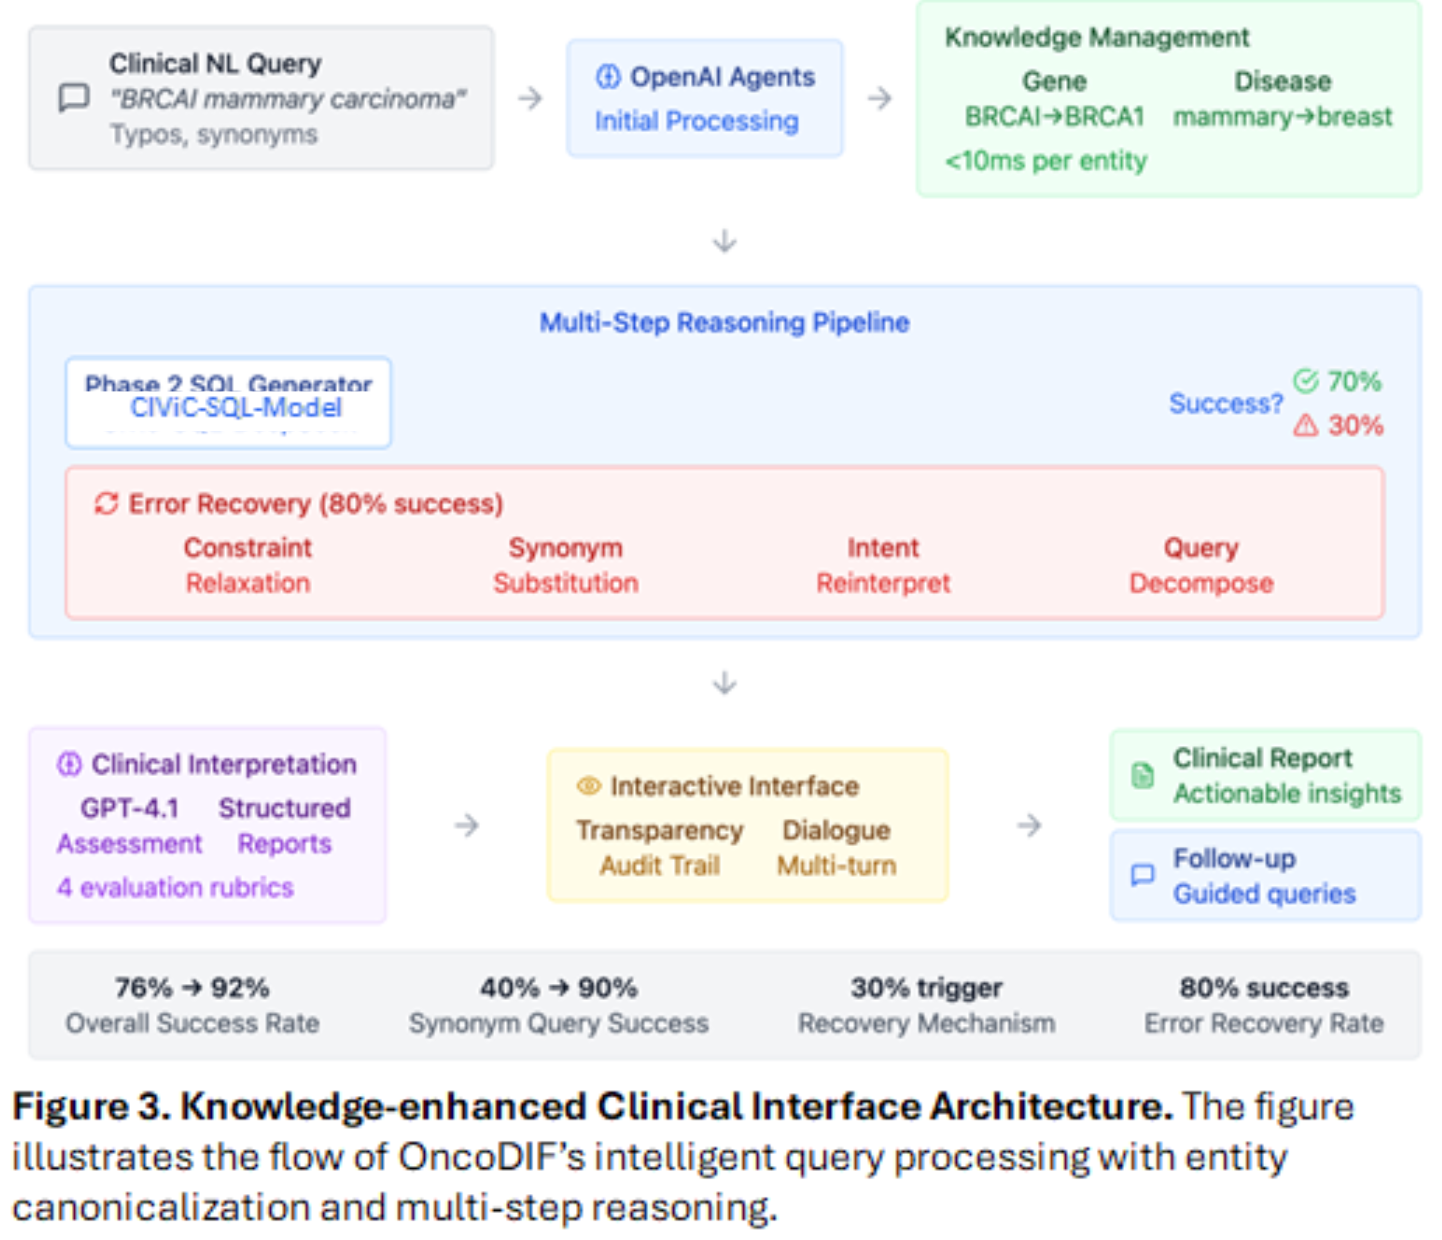 Clinical NL Query
"BRCAI mammary carcinoma"
Typos, synonyms
OpenAI Agents
Initial Processing
Knowledge Management
Gene
BRCAI→BRCA1
Disease
mammary→breast
<10ms per entity
Multi-Step Reasoning Pipeline
Phase 2 SQL Generator
CIViC-SQL-Model
Success?
70%
30%
Error Recovery (80% success)
Constraint
Relaxation
Synonym
Substitution
Intent
Reinterpret
Query
Decompose
Clinical Interpretation
GPT-4.1
Assessment
Structured
Reports
4 evaluation rubrics
Interactive Interface
Transparency
Audit Trail
Dialogue
Multi-turn
Clinical Report
Actionable insights
Follow-up
Guided queries
76% → 92%
Overall Success Rate
40% → 90%
Synonym Query Success
30% trigger
Recovery Mechanism
80% success
Error Recovery Rate
Figure 3. Knowledge-enhanced Clinical Interface Architecture. The figure
illustrates the flow of OncoDIF's intelligent query processing with entity
canonicalization and multi-step reasoning.